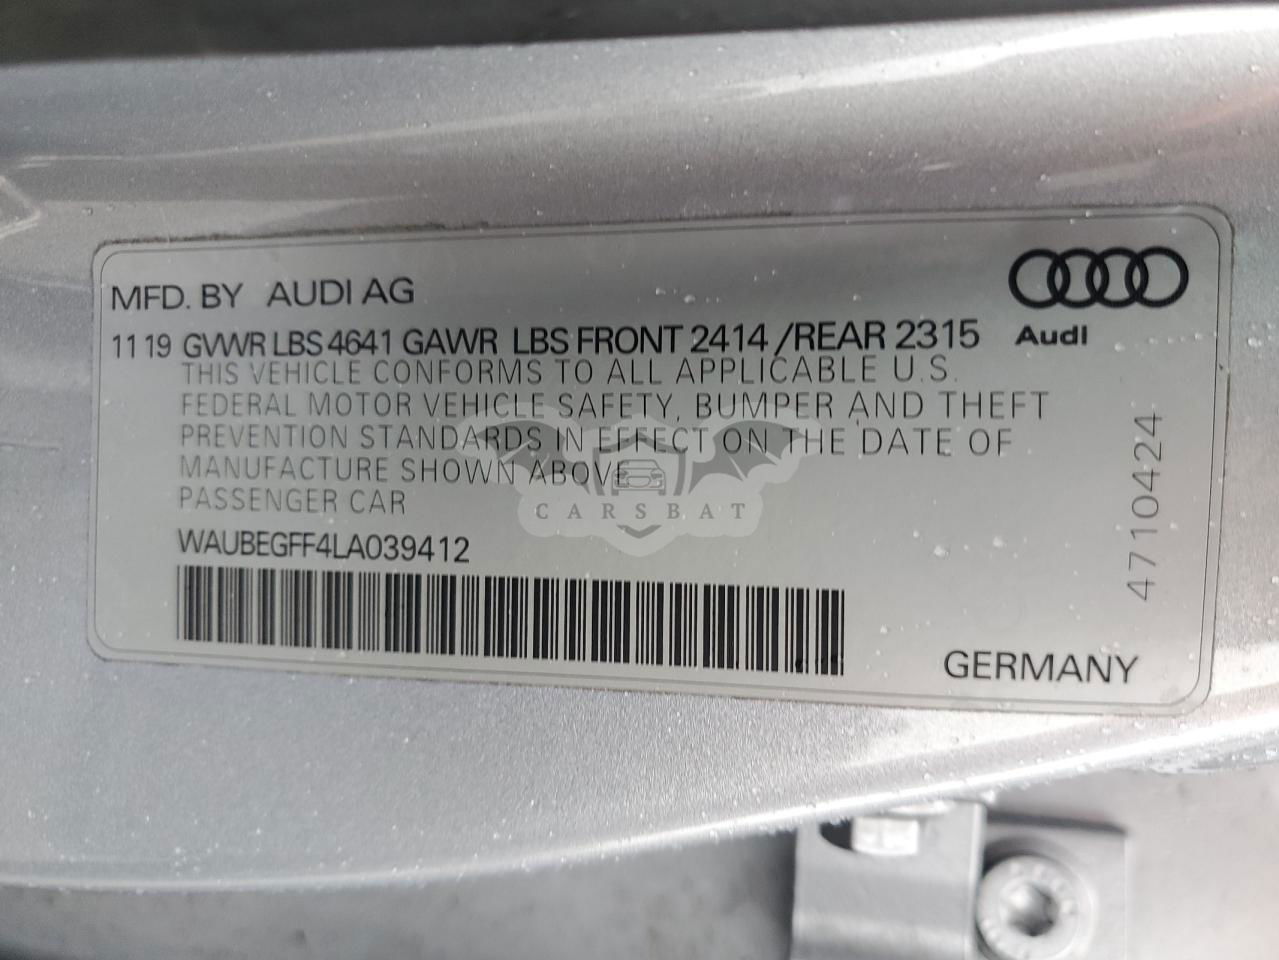 MFD. BY AUDI AG
Audi
11 19 GVWR LBS 4641 GAWR LBS FRONT 2414 /REAR 2315
THIS VEHICLE CONFORMS TO ALL APPLICABLE U.S.
FEDERAL MOTOR VEHICLE SAFETY, BUMPER AND THEFT
PREVENTION STANDARDS IN EFFECT ON THE DATE OF
MANUFACTURE SHOWN ABOVE
PASSENGER CAR
CARSBAT
WAUBEGFF4LA039412
4710424
GERMANY